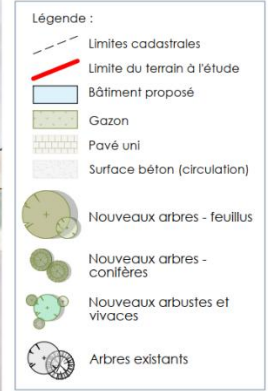 Légende :
Limites cadastrales
Limite du terrain à l'étude
Bâtiment proposé
Gazon
Pavé uni
Surface béton (circulation)
Nouveaux arbres - feuillus
Nouveaux arbres -
conifères
Nouveaux arbustes et
vivaces
Arbres existants